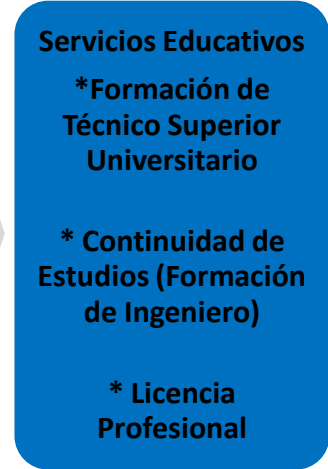 Servicios Educativos
*Formación de
Técnico Superior
Universitario
* Continuidad de
Estudios (Formación
de Ingeniero)
* Licencia
Profesional